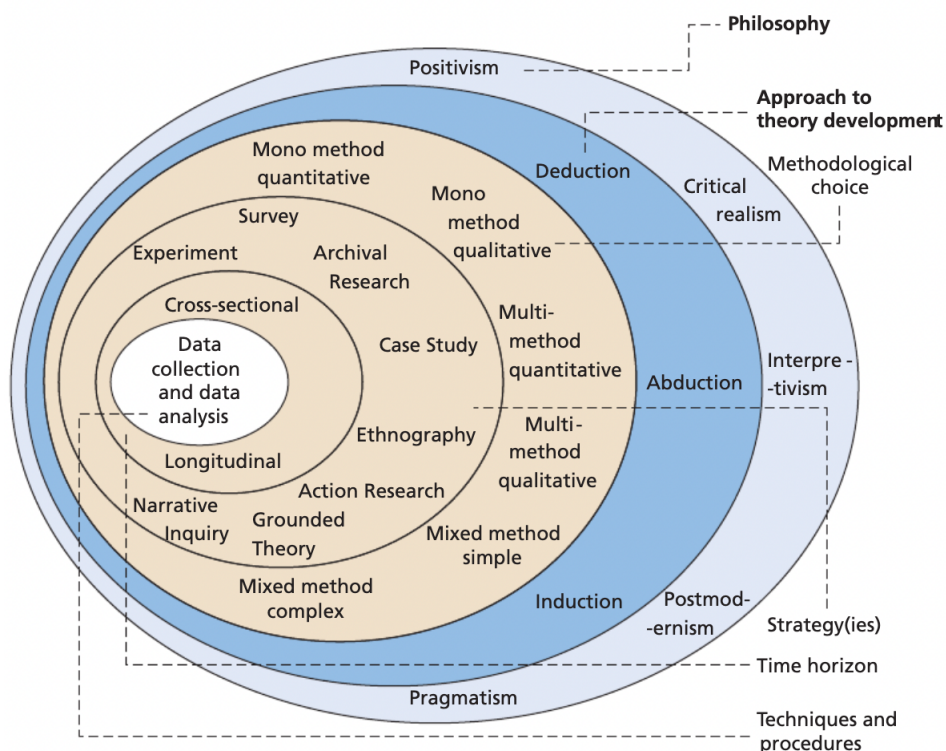 Philosophy
Positivism
Approach to
theory development
Mono method
quantitative
Deduction
Methodological
choice
Critical
realism
Mono
method
qualitative
Survey
Experiment
Archival
Research
Cross-sectional
Multi-
method
quantitative
Data
collection
and data
analysis
Case Study
Abduction
Interpre -
-tivism
Ethnography
Multi-
method
qualitative
Longitudinal
Action Research
Narrative
Inquiry
Grounded
Theory
Mixed method
simple
Mixed method
complex
Induction
Postmod-
-ernism
Strategy(ies)
Time horizon
Pragmatism
Techniques and
procedures